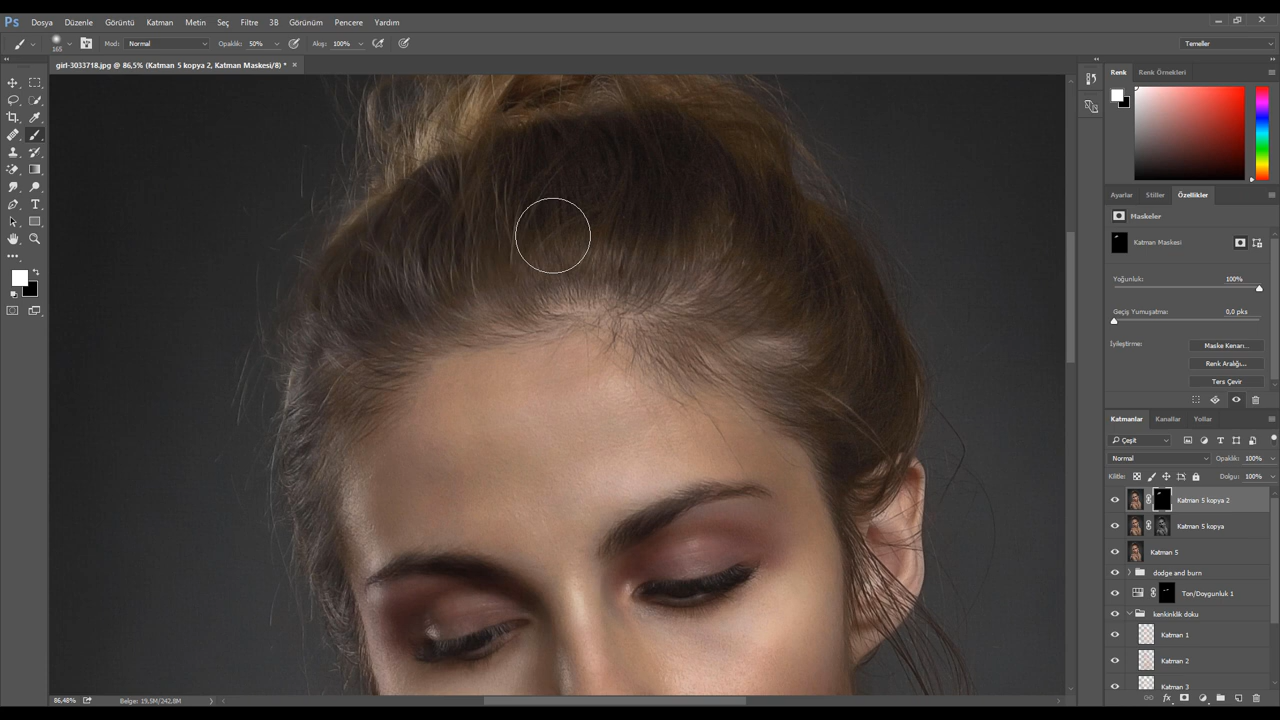 Ps Dosya Düzenle Görüntü Katman Metin Seç Filtre 3B Görünüm Pencere Yardım
165 Mod: Normal Opaklık: 50% Akış: 100% Temeller
girl-3033718.jpg @ 86,5% (Katman 5 kopya 2, Katman Maskesi/8) * ×
Renk Renk Örnekleri
Ayarlar Stiller Özellikler
Maskeler
Katman Maskesi
Yoğunluk: 100%
Geçiş Yumuşatma: 0,0 pks
İyileştirme: Maske Kenarı...
Renk Aralığı...
Ters Çevir
Katmanlar Kanallar Yollar
Çeşit
Normal Opaklık: 100%
Kilitle: Dolgu: 100%
Katman 5 kopya 2
Katman 5 kopya
Katman 5
dodge and burn
Ton/Doygunluk 1
kenkinklik doku
Katman 1
Katman 2
Katman 3
86,48% Belge: 19,5M/242,8M
fx